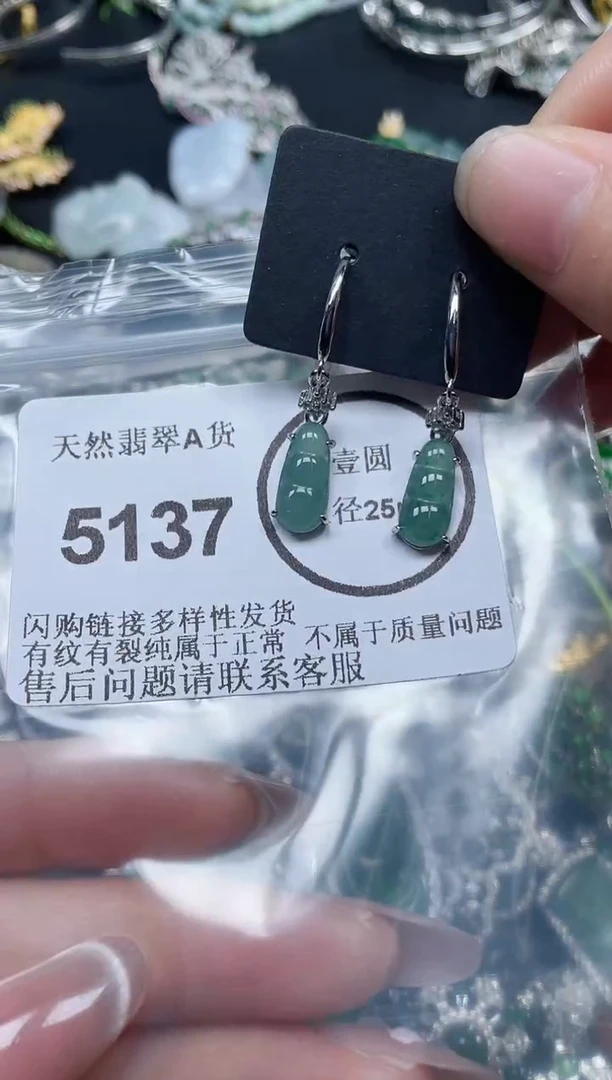 天然翡翠A货
5137
壹圆
径25
闪购链接多样性发货
有纹有裂纯属于正常 不属于质量问题
售后问题请联系客服